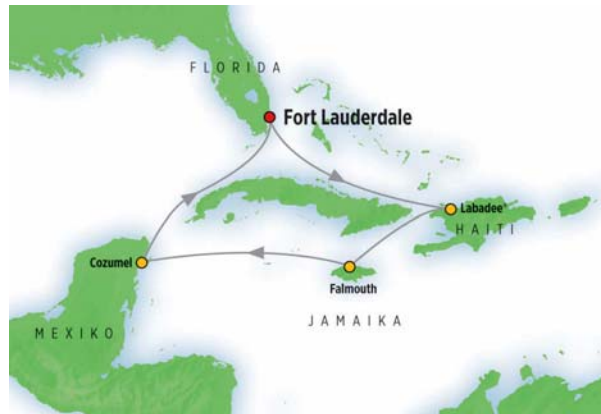 FLORIDA
Fort Lauderdale
Labadee®
HAITI
Cozumel
Falmouth
JAMAIKA
MEXIKO